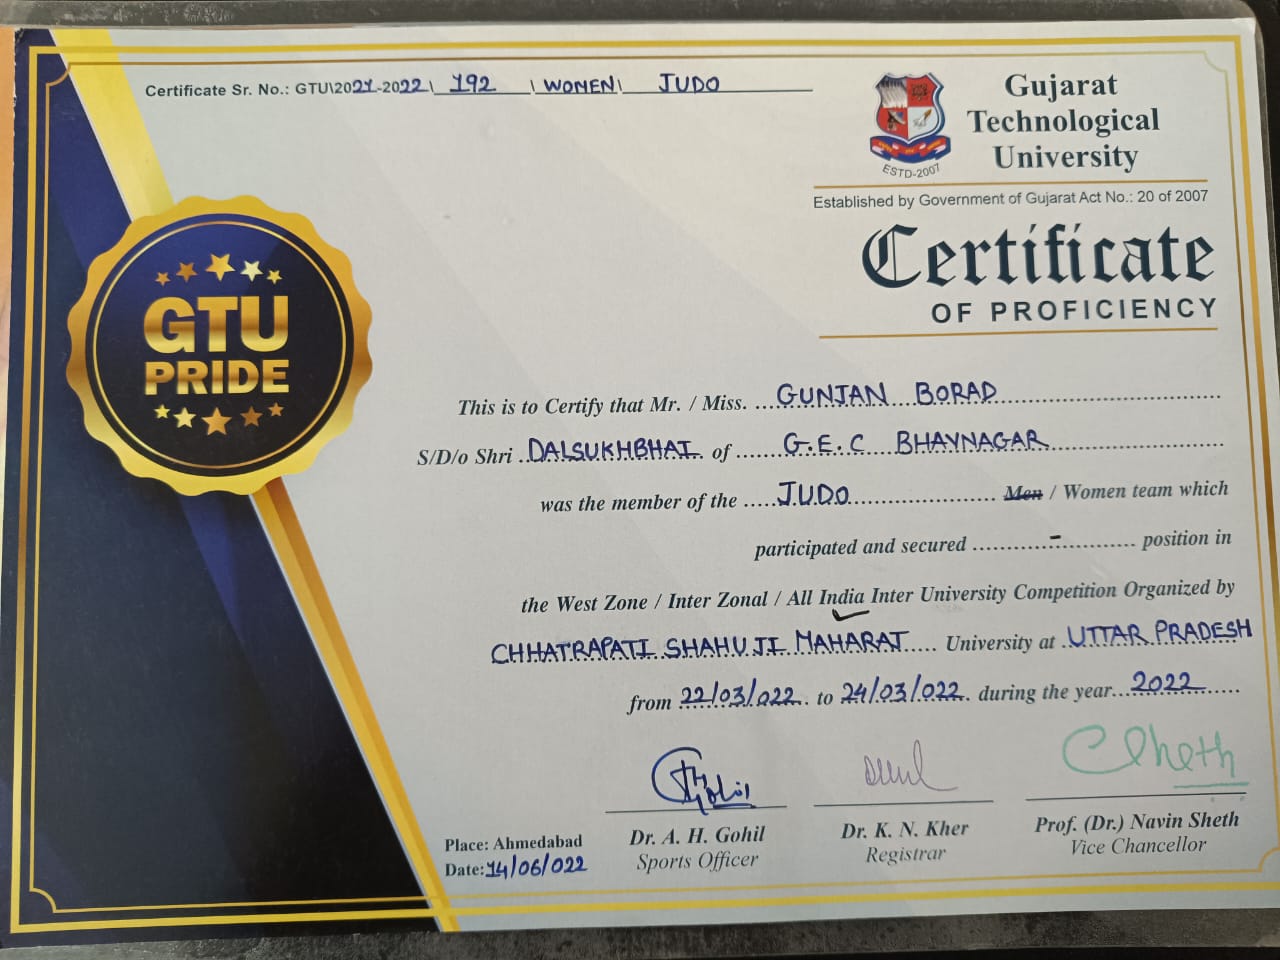 Certificate Sr. No.: GTU\2021-2022\ 192 \ WOMEN\ JUDO
Gujarat
Technological
University
ESTD-2007
Established by Government of Gujarat Act No.: 20 of 2007
Certificate
OF PROFICIENCY
GTU
PRIDE
This is to Certify that Mr. / Miss. ....GUNJAN BORAD....
S/D/o Shri ..DALSUKHBHAI.. of ....G.E.C BHAVNAGAR....
was the member of the ....JUDO.... Men / Women team which
participated and secured ....-.... position in
the West Zone / Inter Zonal / All India Inter University Competition Organized by
CHHATRAPATI SHAHUJI MAHARAJ..... University at ..UTTAR PRADESH
from 22/03/022.. to 24/03/022. during the year...2022......
Dr. A. H. Gohil
Sports Officer
Dr. K. N. Kher
Registrar
Prof. (Dr.) Navin Sheth
Vice Chancellor
Place: Ahmedabad
Date:14/06/022